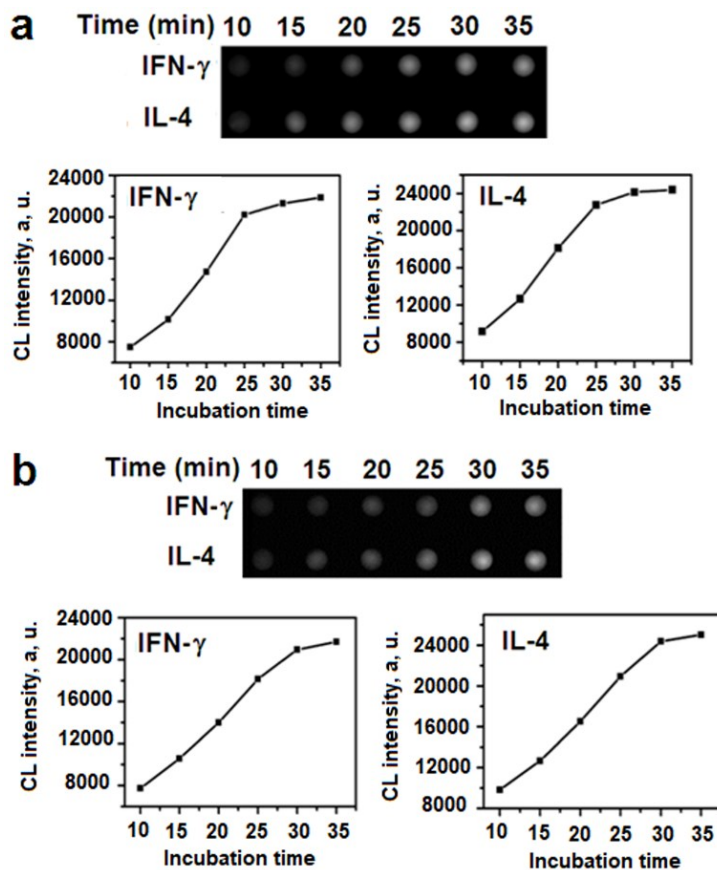 a
Time (min) 10 15 20 25 30 35
IFN-γ
IL-4
24000
20000
16000
12000
8000
CL intensity, a, u.
IFN-γ
10 15 20 25 30 35
Incubation time
24000
20000
16000
12000
8000
CL intensity, a, u.
IL-4
10 15 20 25 30 35
Incubation time
b
Time (min) 10 15 20 25 30 35
IFN-γ
IL-4
24000
20000
16000
12000
8000
CL intensity, a, u.
IFN-γ
10 15 20 25 30 35
Incubation time
24000
20000
16000
12000
8000
CL intensity, a, u.
IL-4
10 15 20 25 30 35
Incubation time